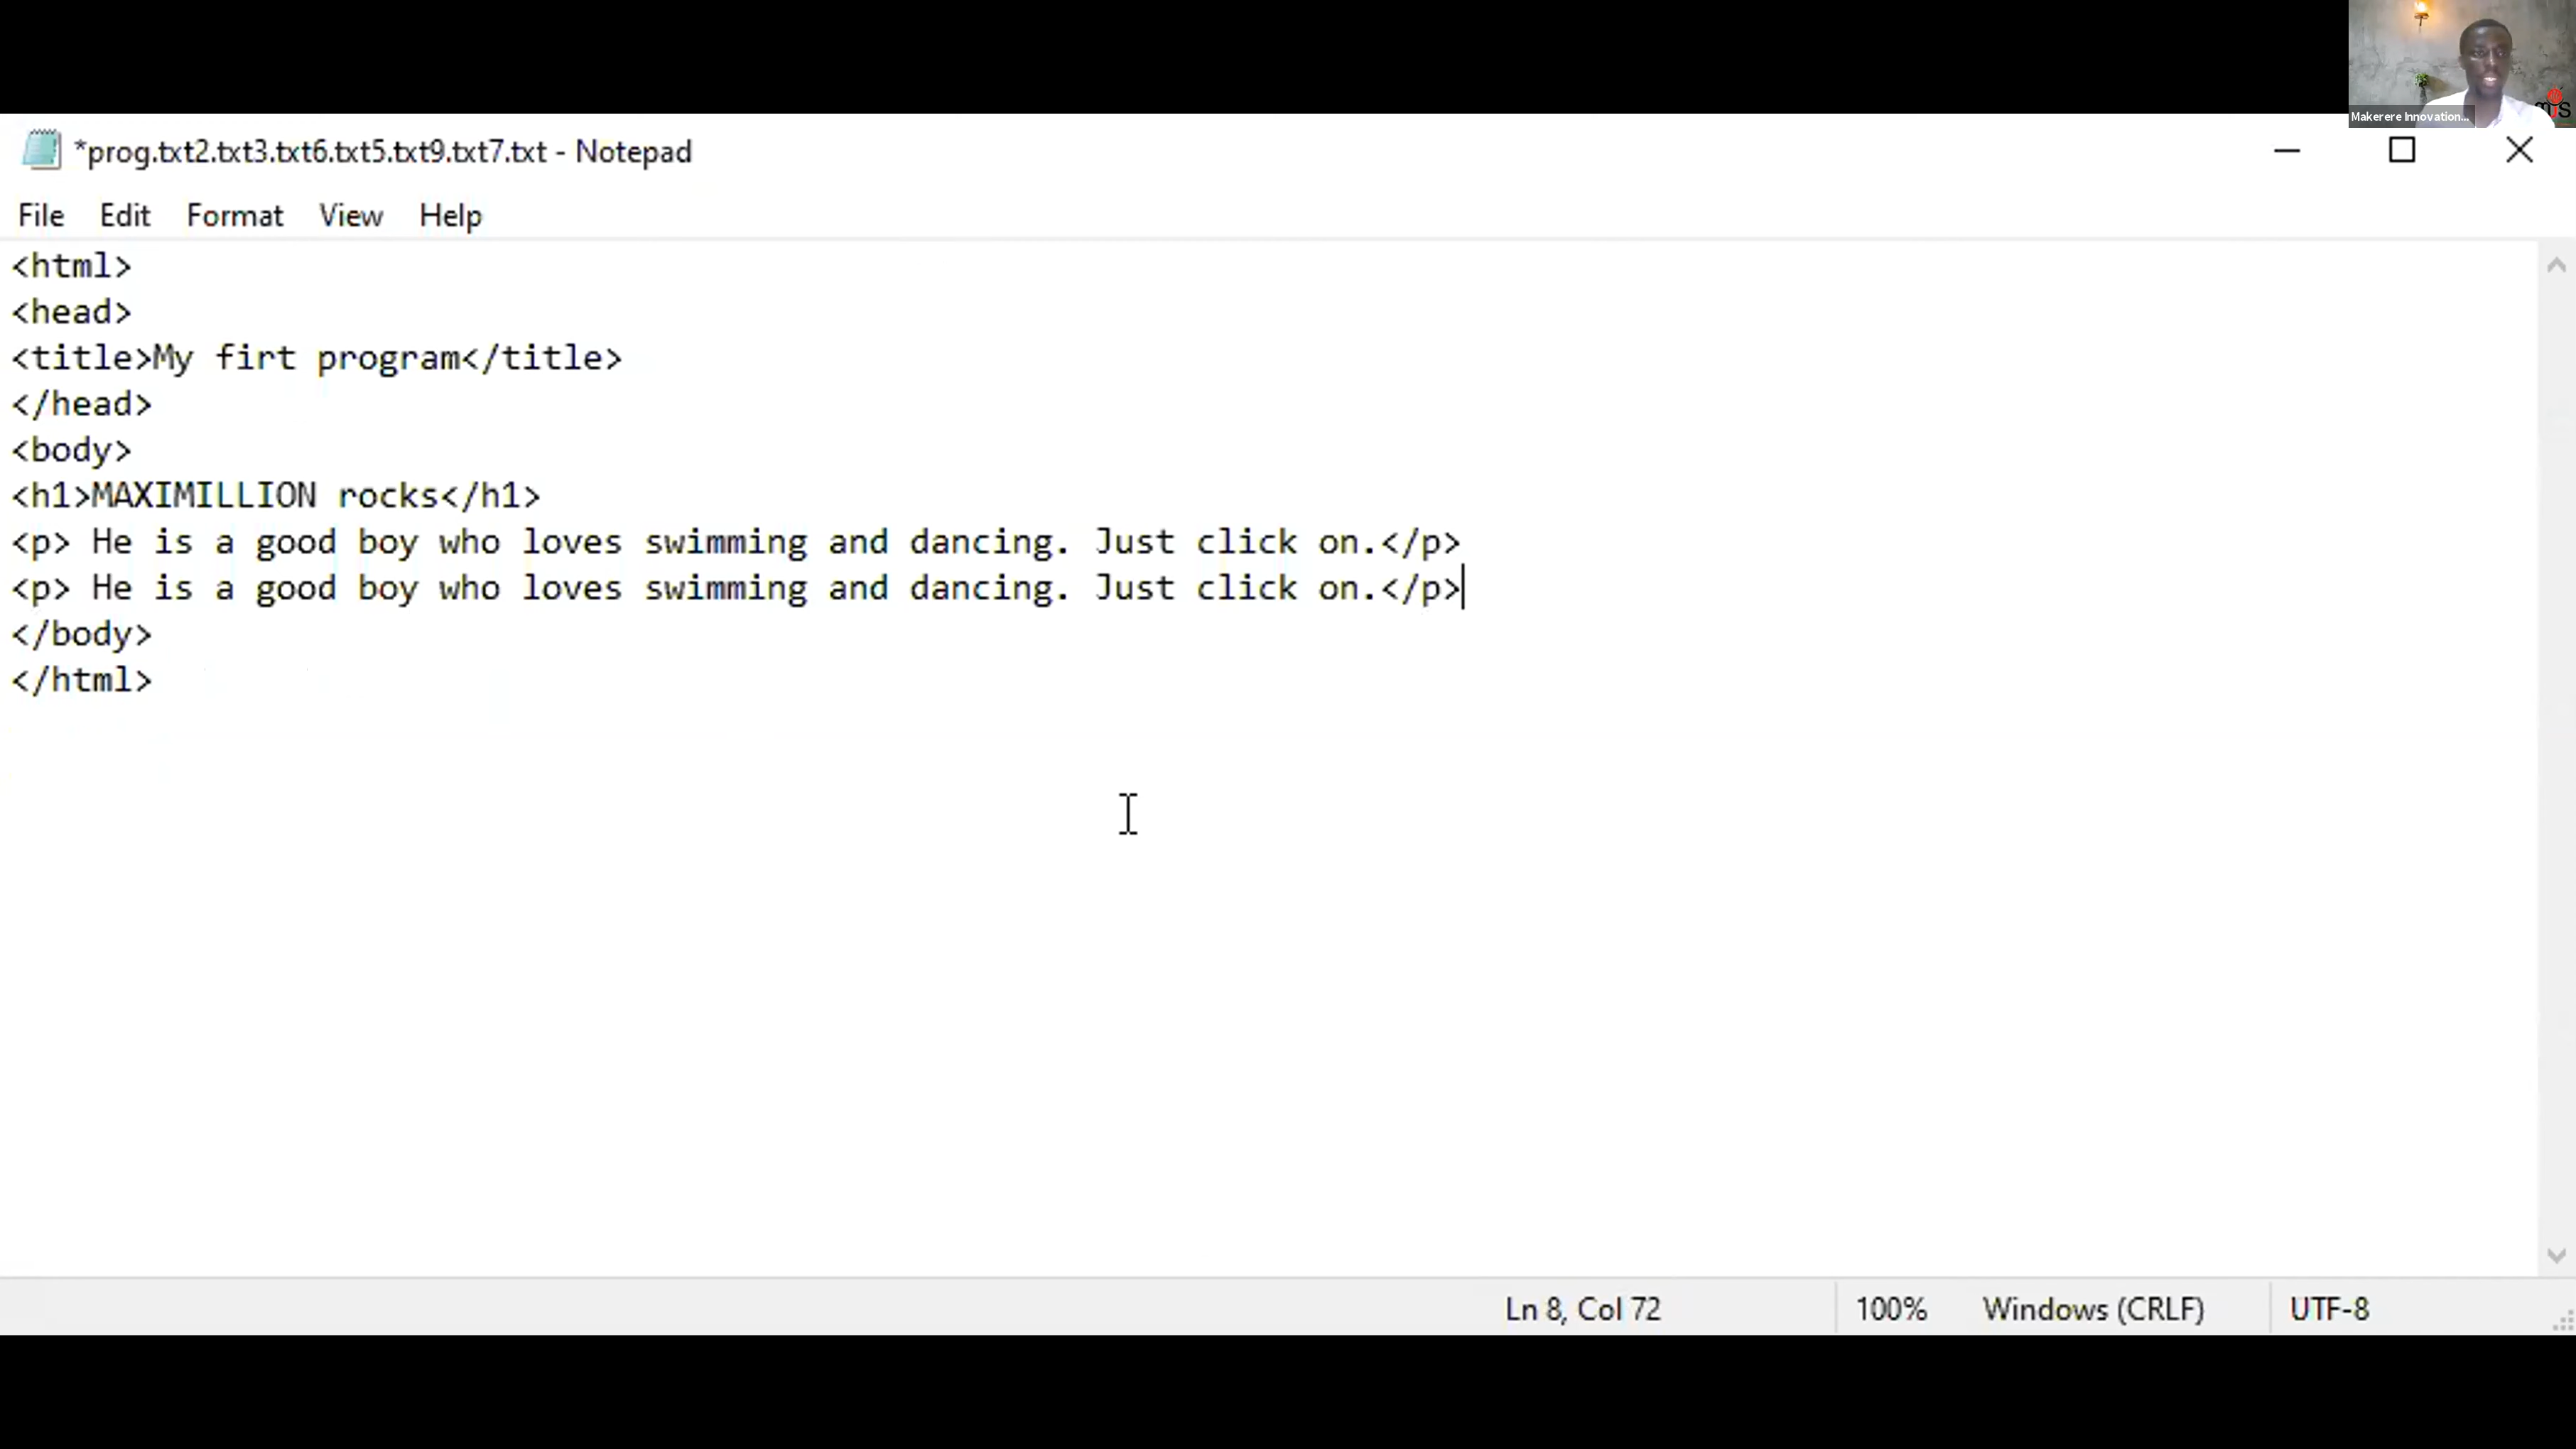 Makerere Innovation...
*prog.txt2.txt3.txt6.txt5.txt9.txt7.txt - Notepad
File Edit Format View Help
<html>
<head>
<title>My firt program</title>
</head>
<body>
<h1>MAXIMILLION rocks</h1>
<p> He is a good boy who loves swimming and dancing. Just click on.</p>
<p> He is a good boy who loves swimming and dancing. Just click on.</p>
</body>
</html>
Ln 8, Col 72 100% Windows (CRLF) UTF-8